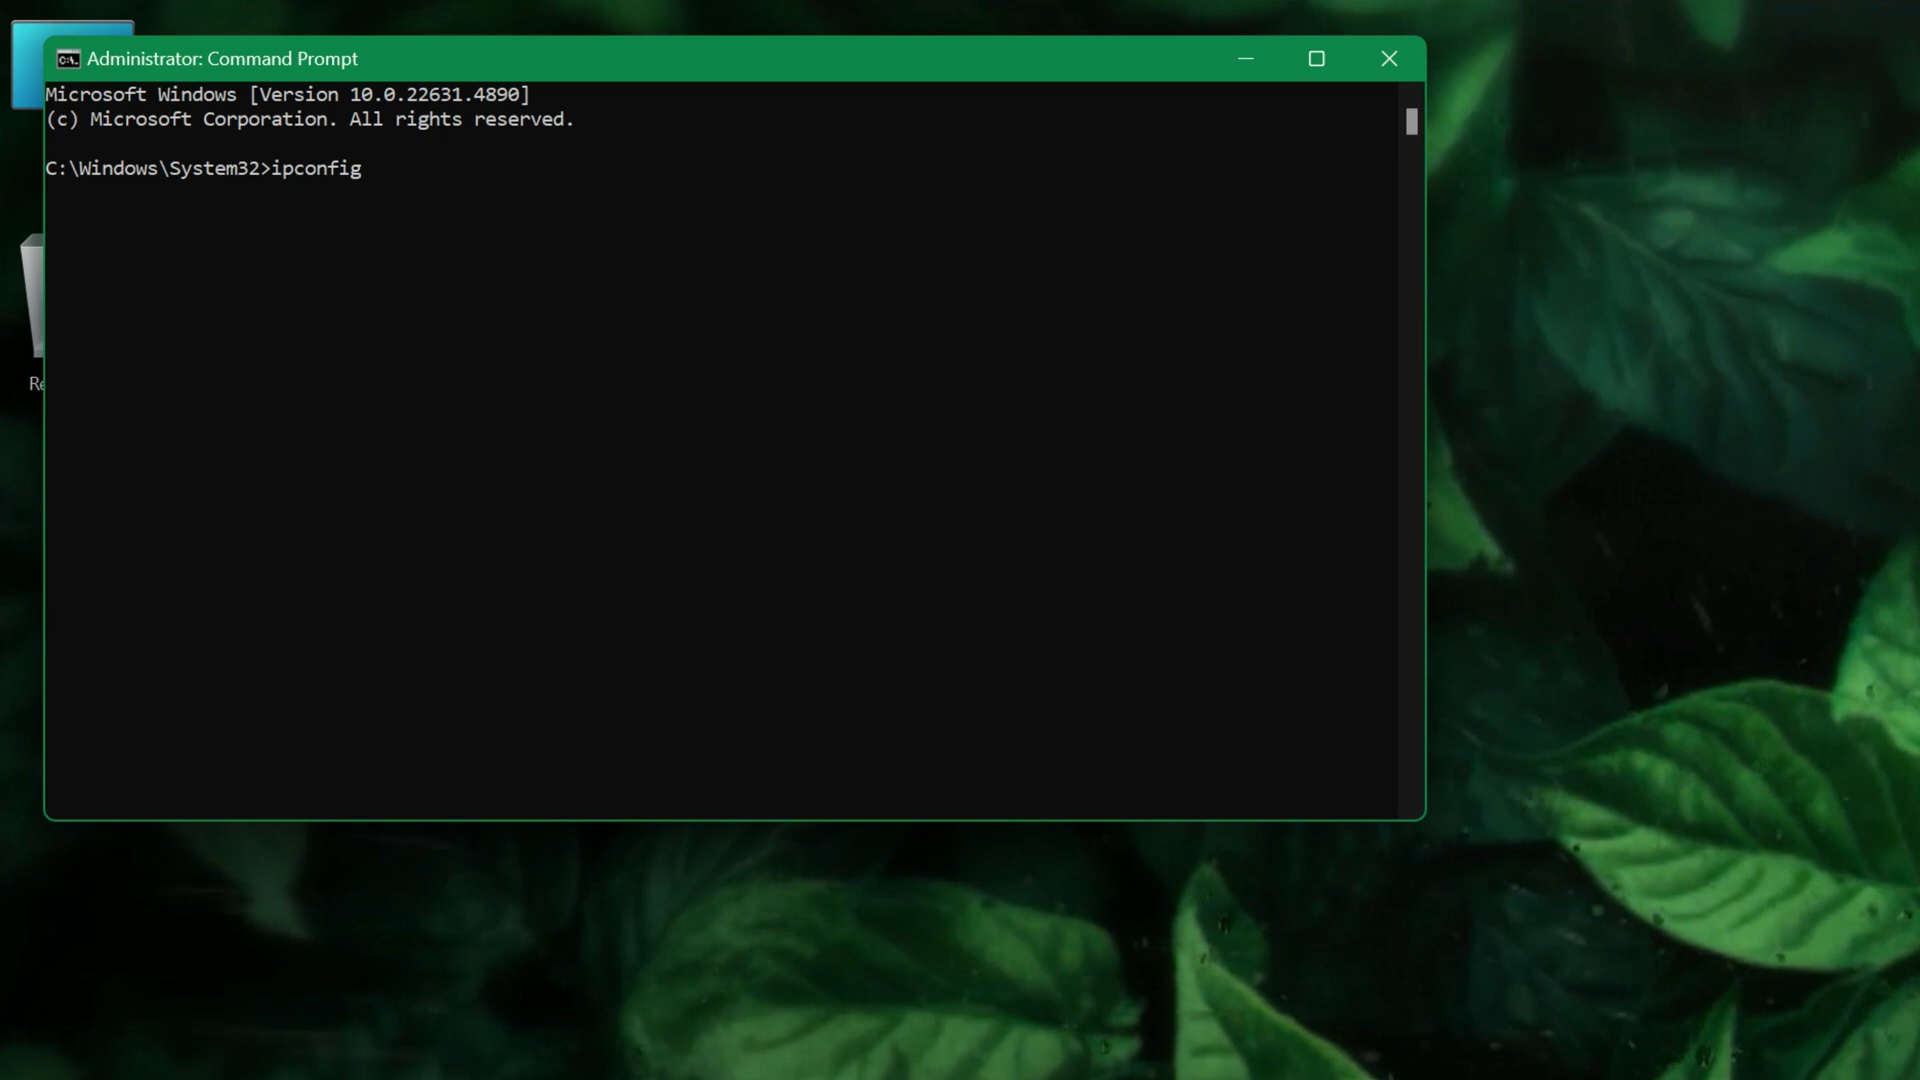 Administrator: Command Prompt
Microsoft Windows [Version 10.0.22631.4890]
(c) Microsoft Corporation. All rights reserved.
C:\Windows\System32>ipconfig